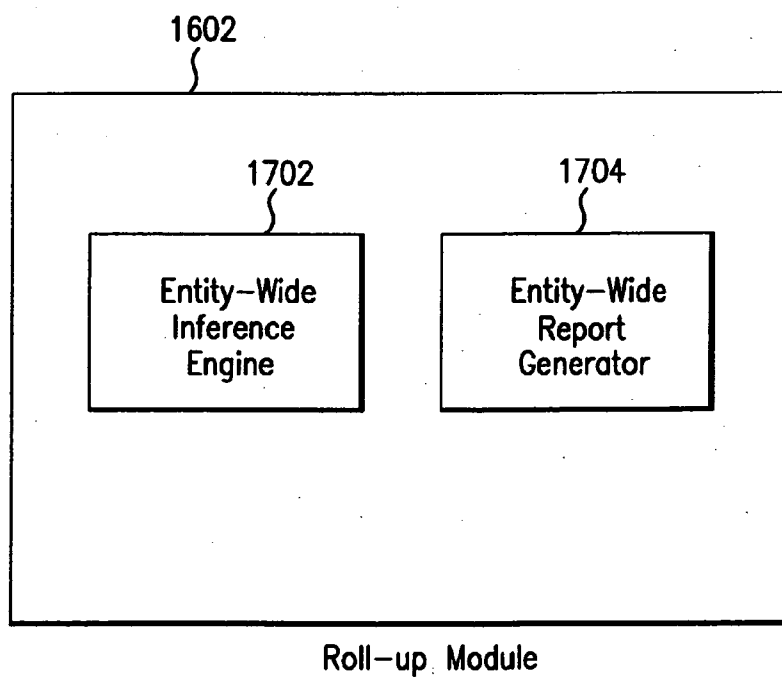 1602
1702
1704
Entity-Wide
Inference
Engine
Entity-Wide
Report
Generator
Roll-up Module